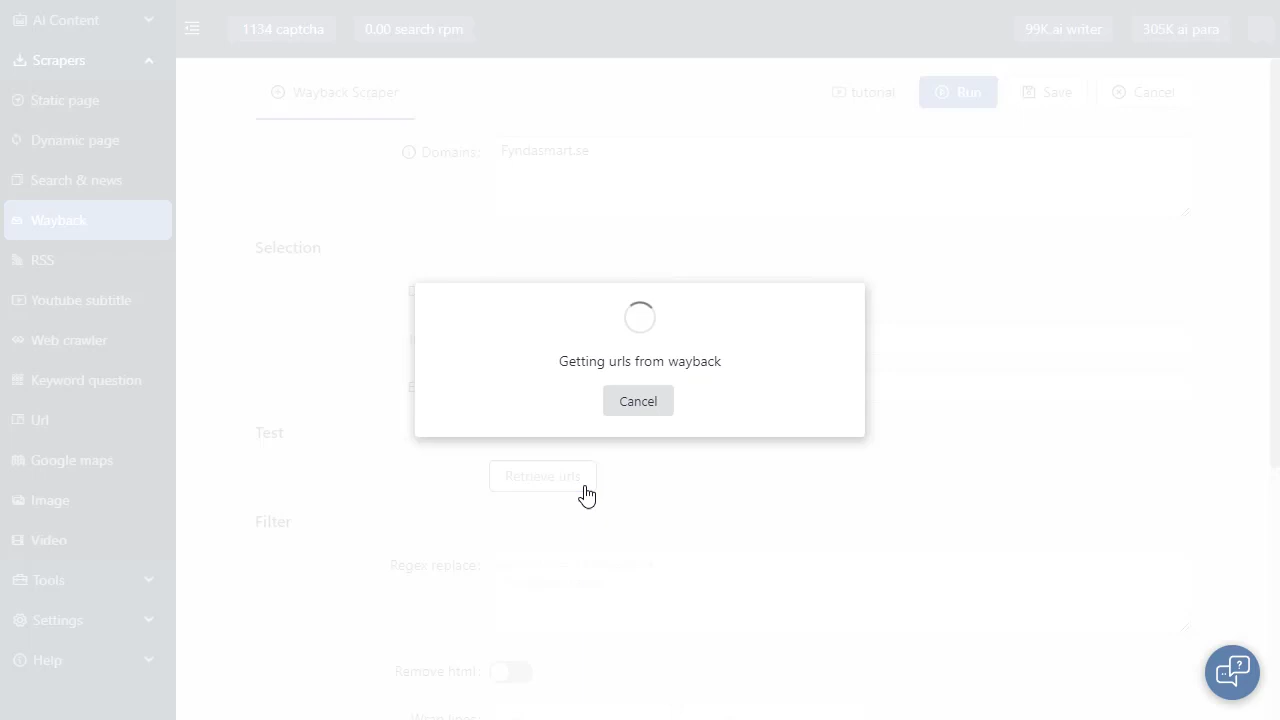 AI Content
1134 captcha
0.00 search rpm
99K ai writer
305K ai para
Scrapers
Static page
Dynamic page
Search & news
Wayback
RSS
Youtube subtitle
Web crawler
Keyword question
Url
Google maps
Image
Video
Tools
Settings
Help
Wayback Scraper
tutorial
Run
Save
Cancel
Domains:
Fyndasmart.se
Selection
Getting urls from wayback
Cancel
Test
Retrieve urls
Filter
Regex replace:
Remove html:
Wrap lines: